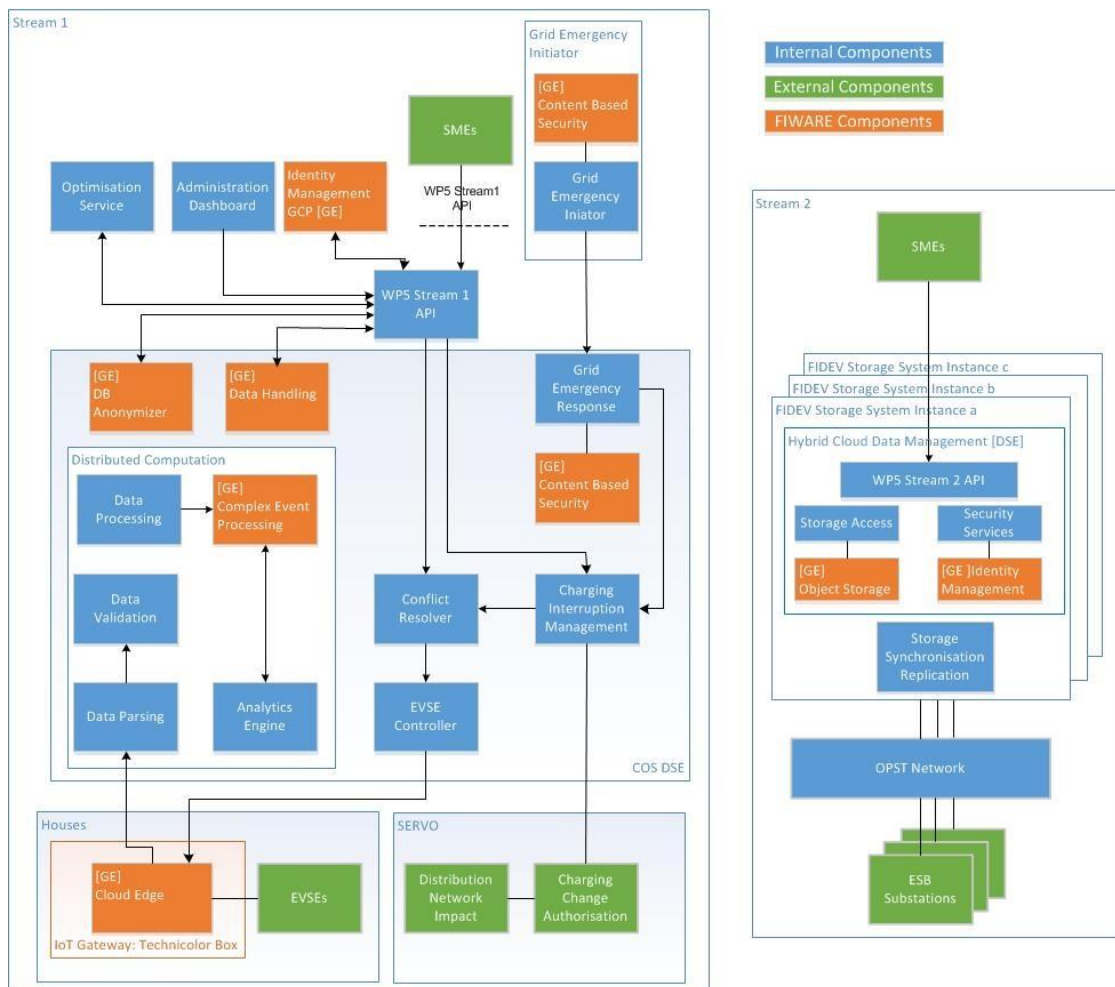 Stream 1
Grid Emergency
Initiator
[GE]
Content Based
Security
SMEs
Optimisation
Service
Administration
Dashboard
Identity
Management
GCP [GE]
WP5 Stream1
API
Grid
Emergency
Iniator
WP5 Stream 1
API
[GE]
DB
Anonymizer
[GE]
Data Handling
Grid
Emergency
Response
[GE]
Content Based
Security
Distributed Computation
Data
Processing
[GE]
Complex Event
Processing
Data
Validation
Conflict
Resolver
Charging
Interruption
Management
Data Parsing
Analytics
Engine
EVSE
Controller
COS DSE
Houses
[GE]
Cloud Edge
EVSEs
IoT Gateway: Technicolor Box
SERVO
Distribution
Network
Impact
Charging
Change
Authorisation
Internal Components
External Components
FIWARE Components
Stream 2
SMEs
FIDEV Storage System Instance c
FIDEV Storage System Instance b
FIDEV Storage System Instance a
Hybrid Cloud Data Management [DSE]
WP5 Stream 2 API
Storage Access
Security
Services
[GE]
Object Storage
[GE ]Identity
Management
Storage
Synchronisation
Replication
OPST Network
ESB
Substations